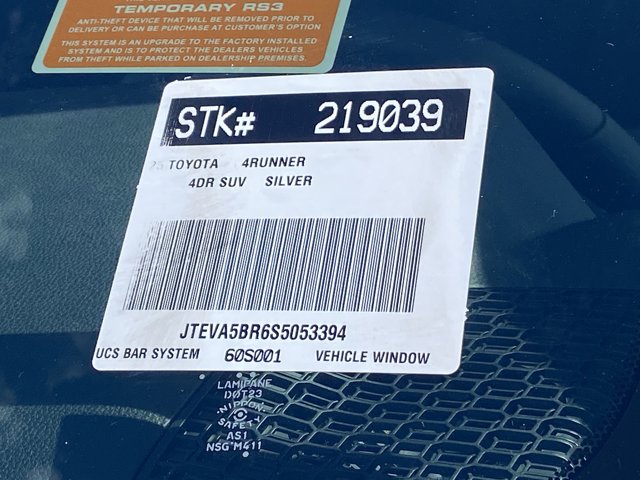 TEMPORARY RS3
ANTI-THEFT DEVICE THAT WILL BE REMOVED PRIOR TO
DELIVERY OR CAN BE PURCHASE AT CUSTOMER'S OPTION
THIS SYSTEM IS AN UPGRADE TO THE FACTORY INSTALLED
SYSTEM AND IS TO PROTECT THE DEALERS VEHICLES
FROM THEFT WHILE PARKED ON DEALERSHIP PREMISES.
STK# 219039
25 TOYOTA 4RUNNER
4DR SUV SILVER
JTEVA5BR6S5053394
UCS BAR SYSTEM 60S001 VEHICLE WINDOW
LAMIPANE
DOT23
NIPPON
SAFETY
AS1
NSG M411